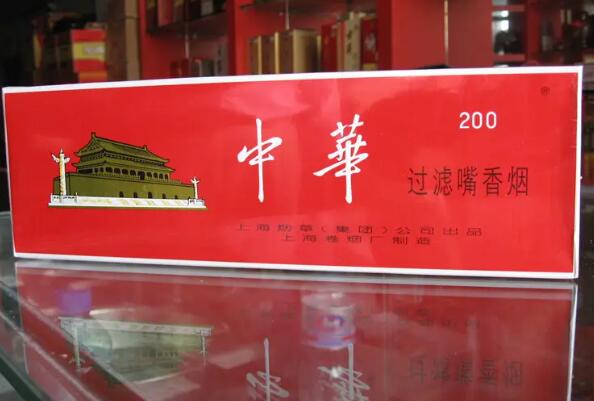 200
®
中華
过滤嘴香烟
上海烟草(集团)公司出品
上海卷烟厂制造